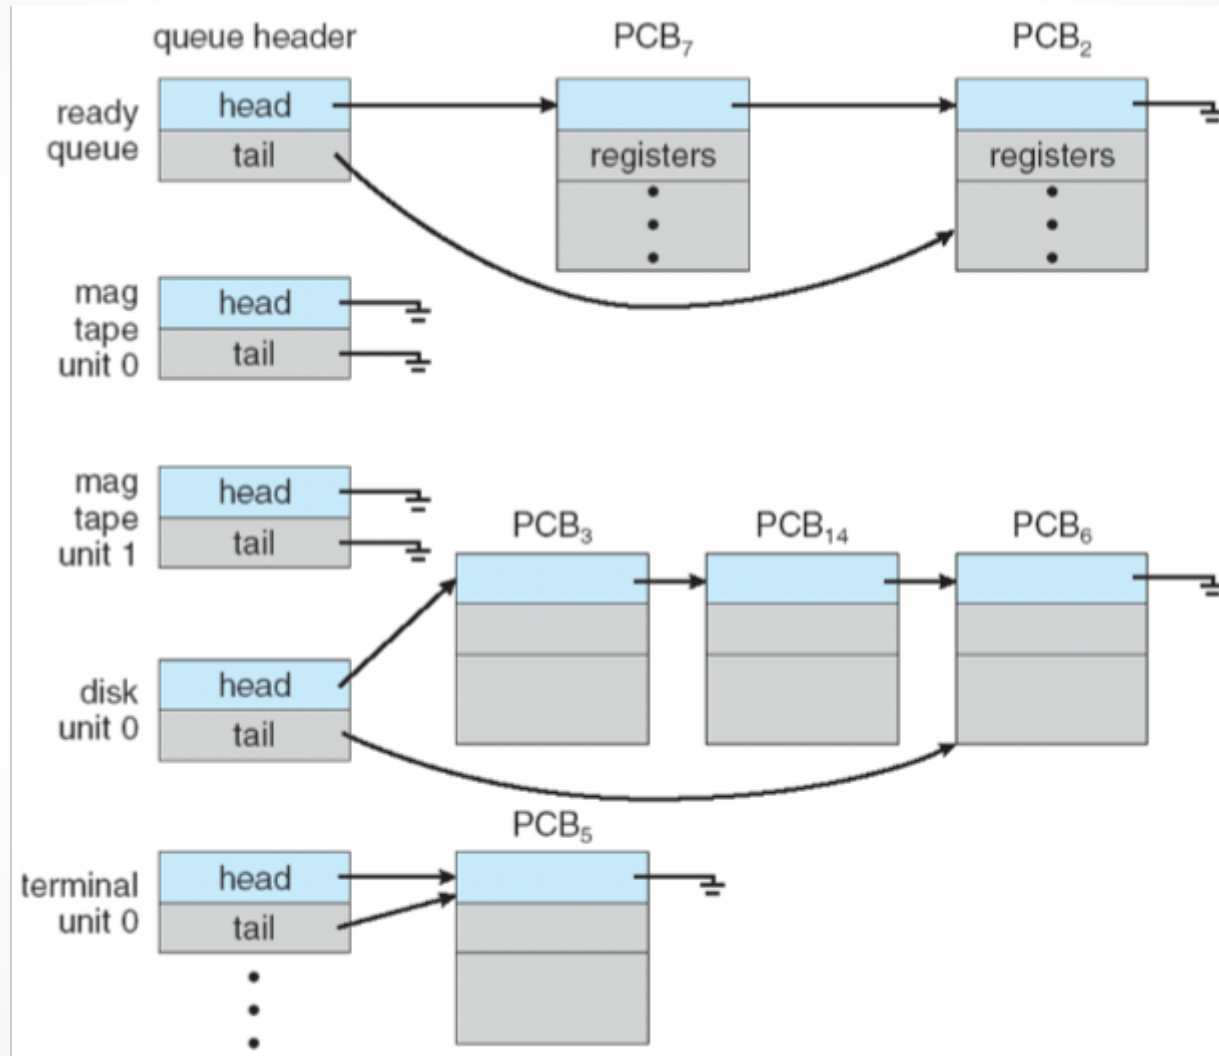 queue header
PCB₇
PCB₂
ready
queue
head
tail
registers
registers
mag
tape
unit 0
head
tail
mag
tape
unit 1
head
tail
PCB₃
PCB₁₄
PCB₆
disk
unit 0
head
tail
PCB₅
terminal
unit 0
head
tail